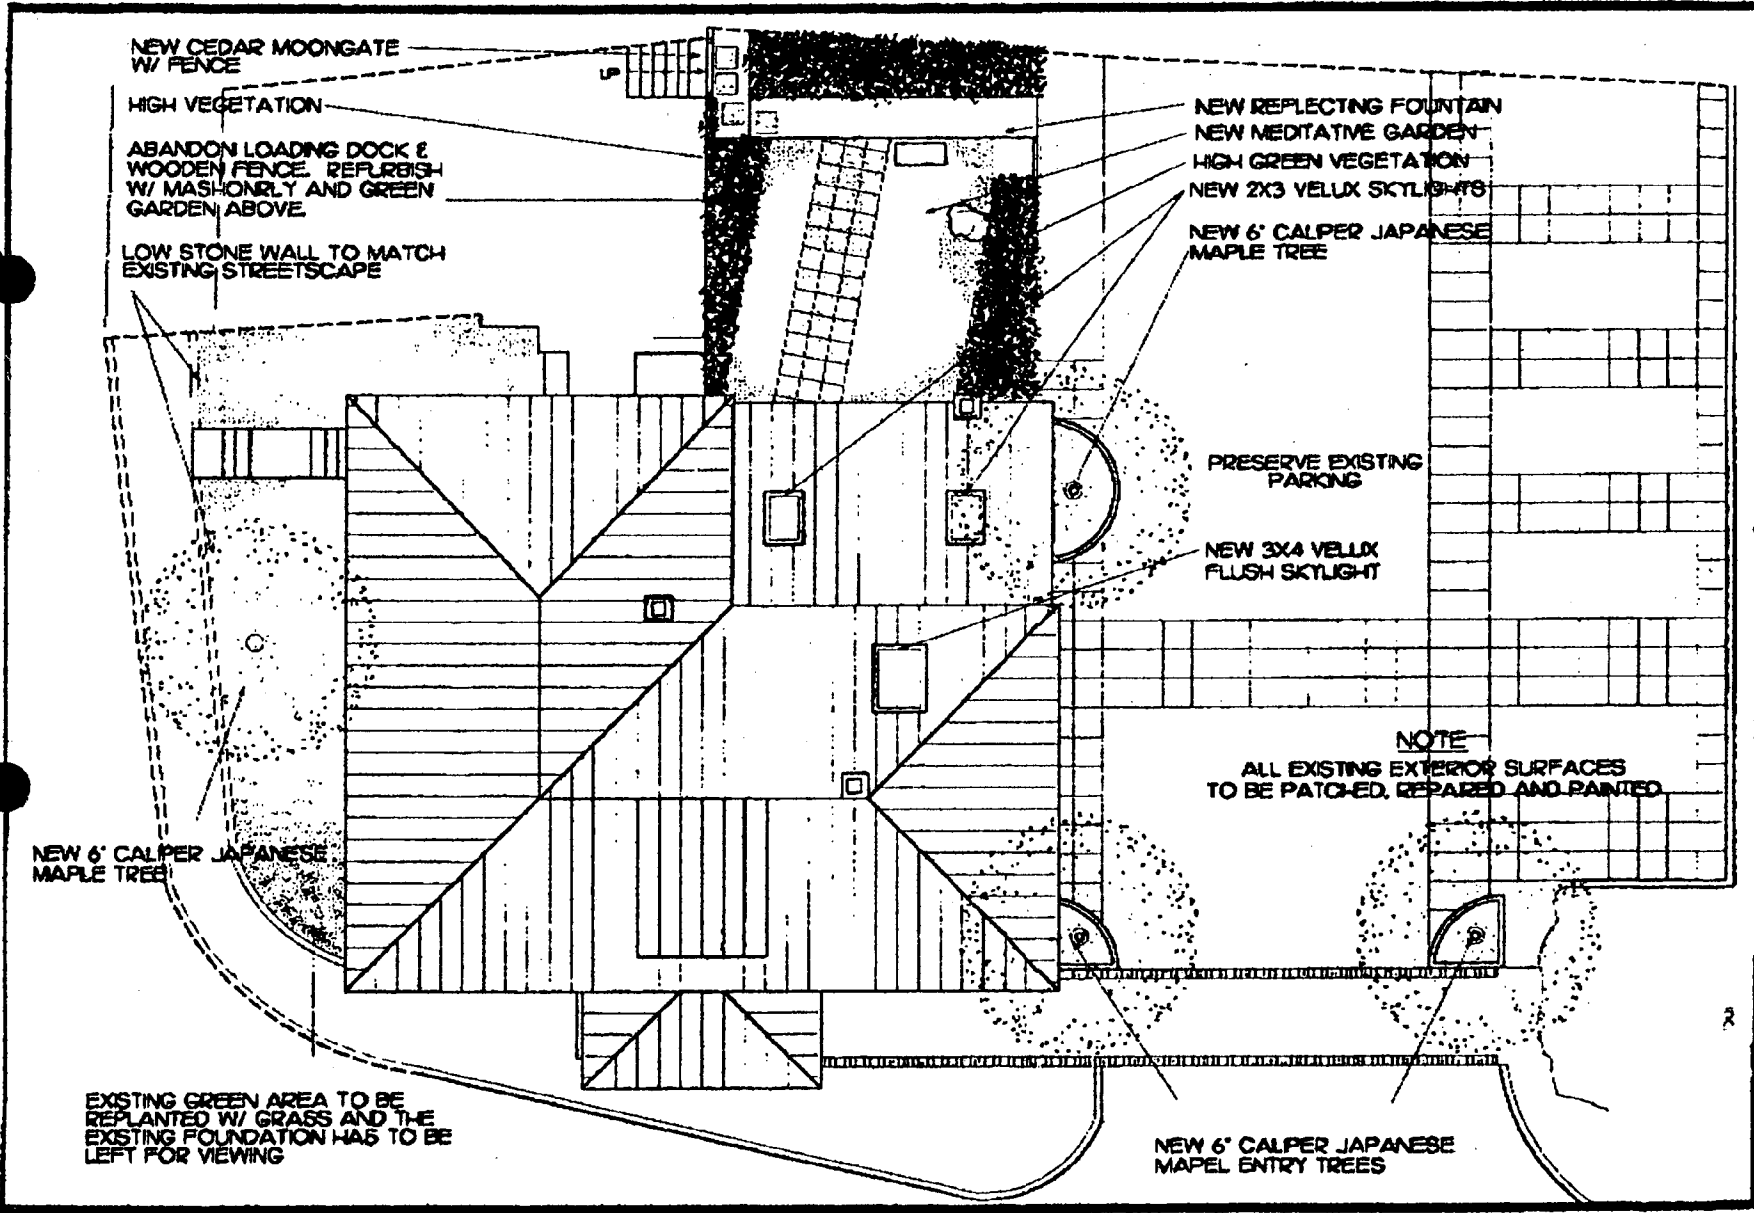 NEW CEDAR MOONGATE
W/ FENCE
UP
HIGH VEGETATION
ABANDON LOADING DOCK &
WOODEN FENCE. REFURBISH
W/ MASHONRLY AND GREEN
GARDEN ABOVE.
LOW STONE WALL TO MATCH
EXISTING STREETSCAPE
NEW REFLECTING FOUNTAIN
NEW MEDITATIVE GARDEN
HIGH GREEN VEGETATION
NEW 2X3 VELUX SKYLIGHTS
NEW 6" CALIPER JAPANESE
MAPLE TREE
PRESERVE EXISTING
PARKING
NEW 3X4 VELUX
FLUSH SKYLIGHT
NOTE
ALL EXISTING EXTERIOR SURFACES
TO BE PATCHED, REPARED AND PAINTED
NEW 6" CALIPER JAPANESE
MAPLE TREE
EXISTING GREEN AREA TO BE
REPLANTED W/ GRASS AND THE
EXISTING FOUNDATION HAS TO BE
LEFT FOR VIEWING
NEW 6" CALIPER JAPANESE
MAPEL ENTRY TREES